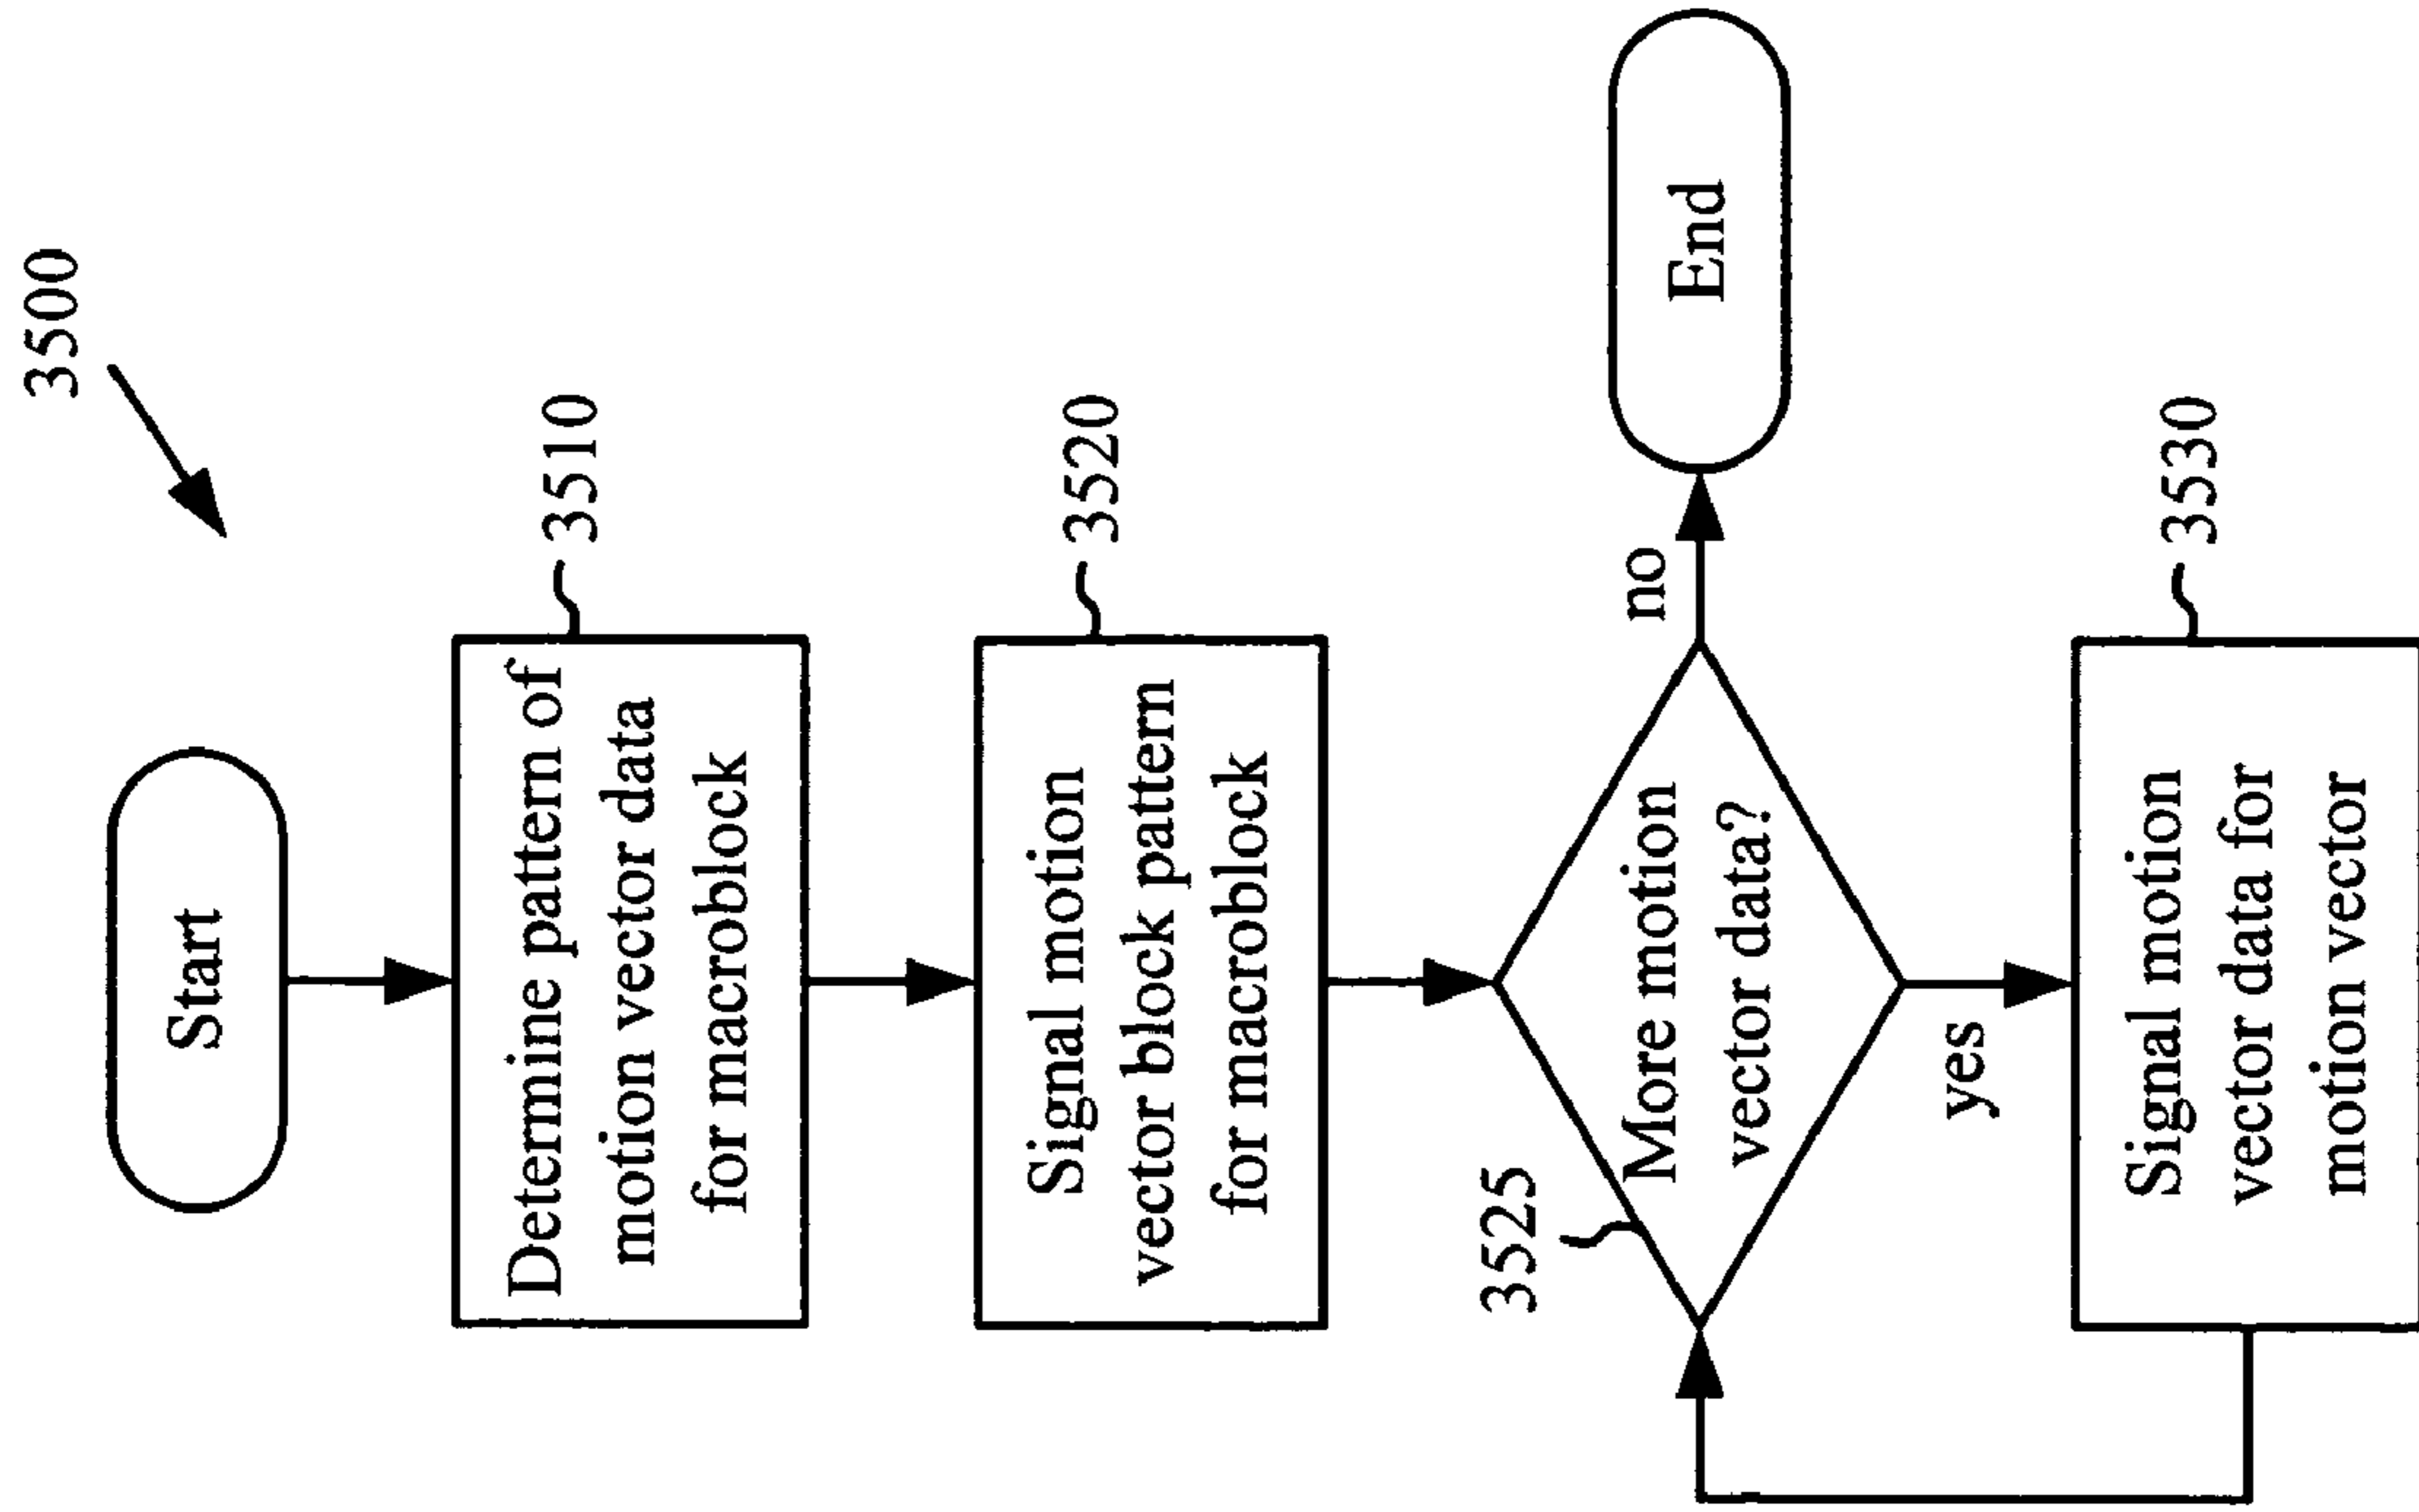 3500
Start
Determine pattern of
motion vector data
for macroblock
3510
Signal motion
vector block pattern
for macroblock
3520
3525
More motion
vector data?
no
End
yes
Signal motion
vector data for
motion vector
3530